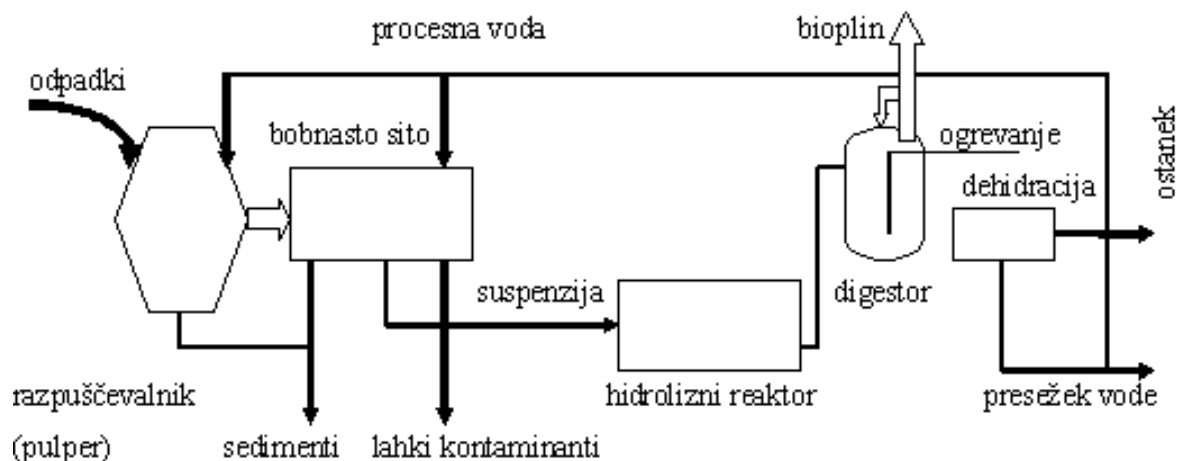 procesna voda
bioplin
odpadki
bobnasto sito
ogrevanje
dehidracija
ostanek
suspenzija
digestor
razpuščevalnik
(pulper)
hidrolizni reaktor
presežek vode
sedimenti
lahki kontaminanti